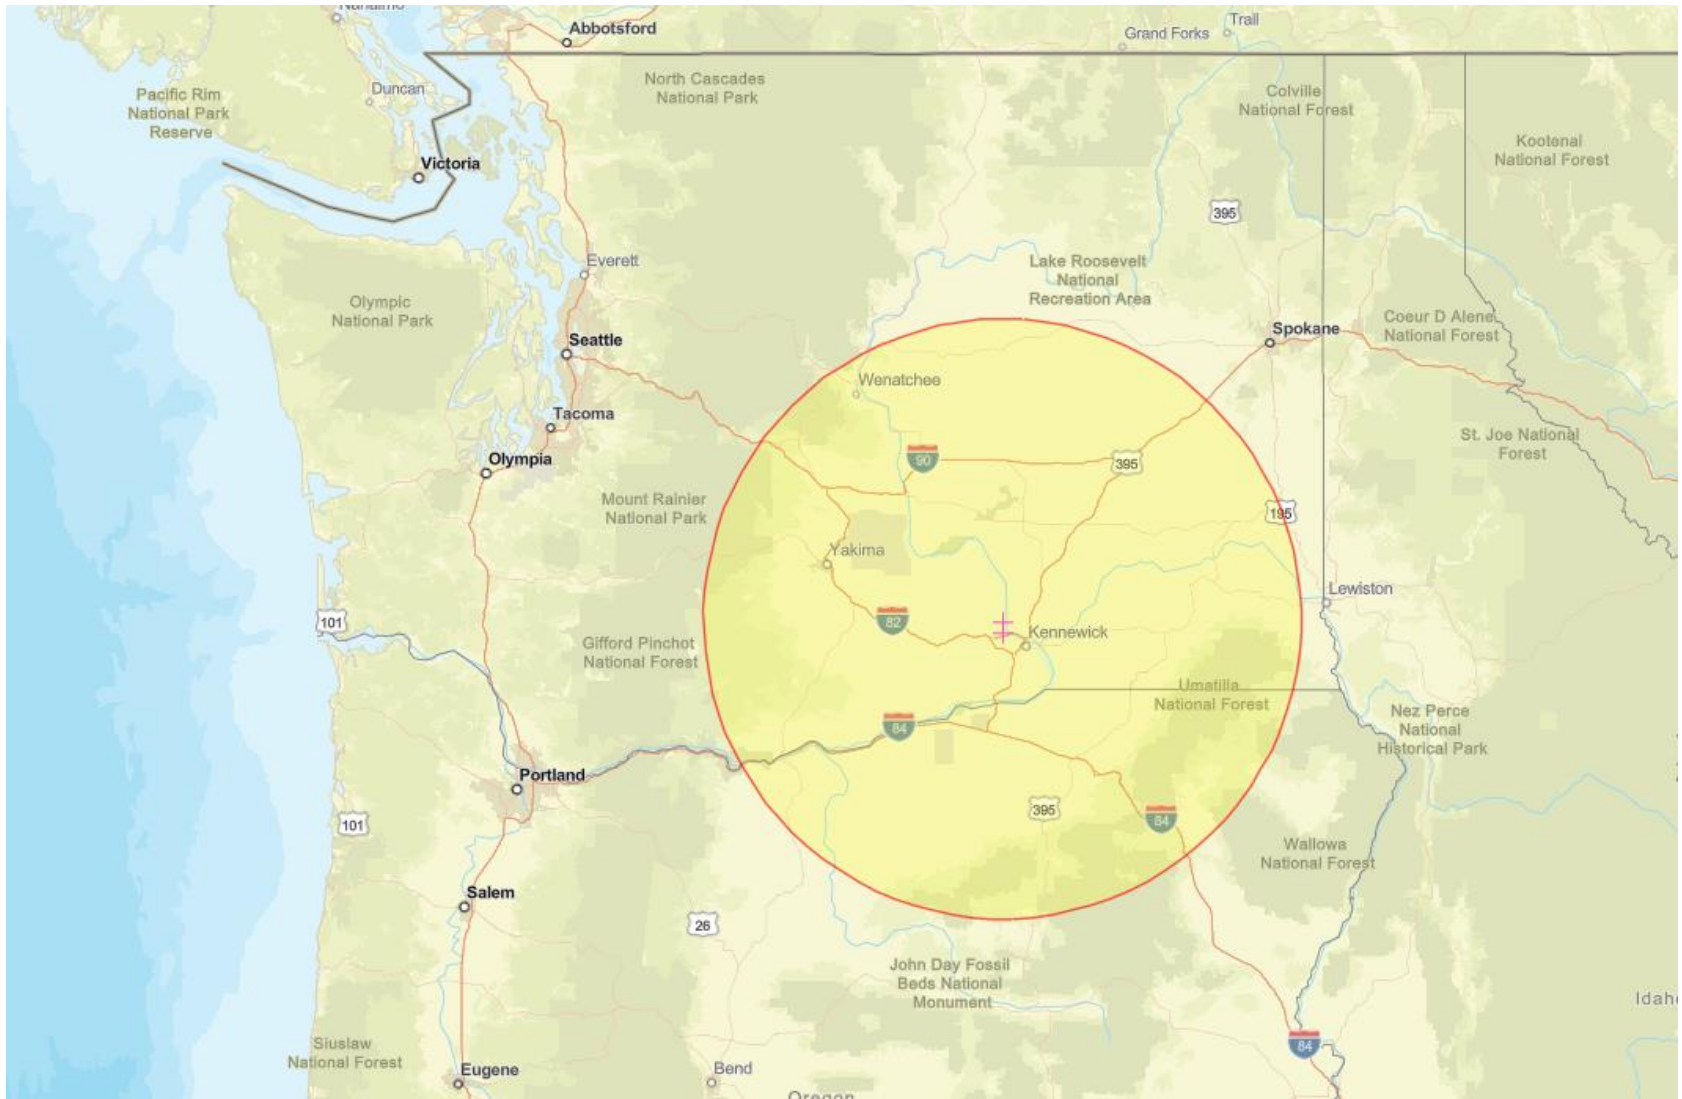 Nanaimo
Abbotsford
Trail
Grand Forks
North Cascades
National Park
Pacific Rim
National Park
Reserve
Duncan
Colville
National Forest
Kootenai
National Forest
Victoria
395
Everett
Lake Roosevelt
National
Recreation Area
Olympic
National Park
Coeur D Alene
National Forest
Spokane
Seattle
Wenatchee
Tacoma
St. Joe National
Forest
Olympia
90
395
Mount Rainier
National Park
195
Yakima
Lewiston
101
82
Kennewick
Gifford Pinchot
National Forest
Umatilla
National Forest
Nez Perce
National
Historical Park
84
Portland
395
84
101
Wallowa
National Forest
Salem
26
John Day Fossil
Beds National
Monument
Idaho
Siuslaw
National Forest
84
Eugene
Bend
Oregon